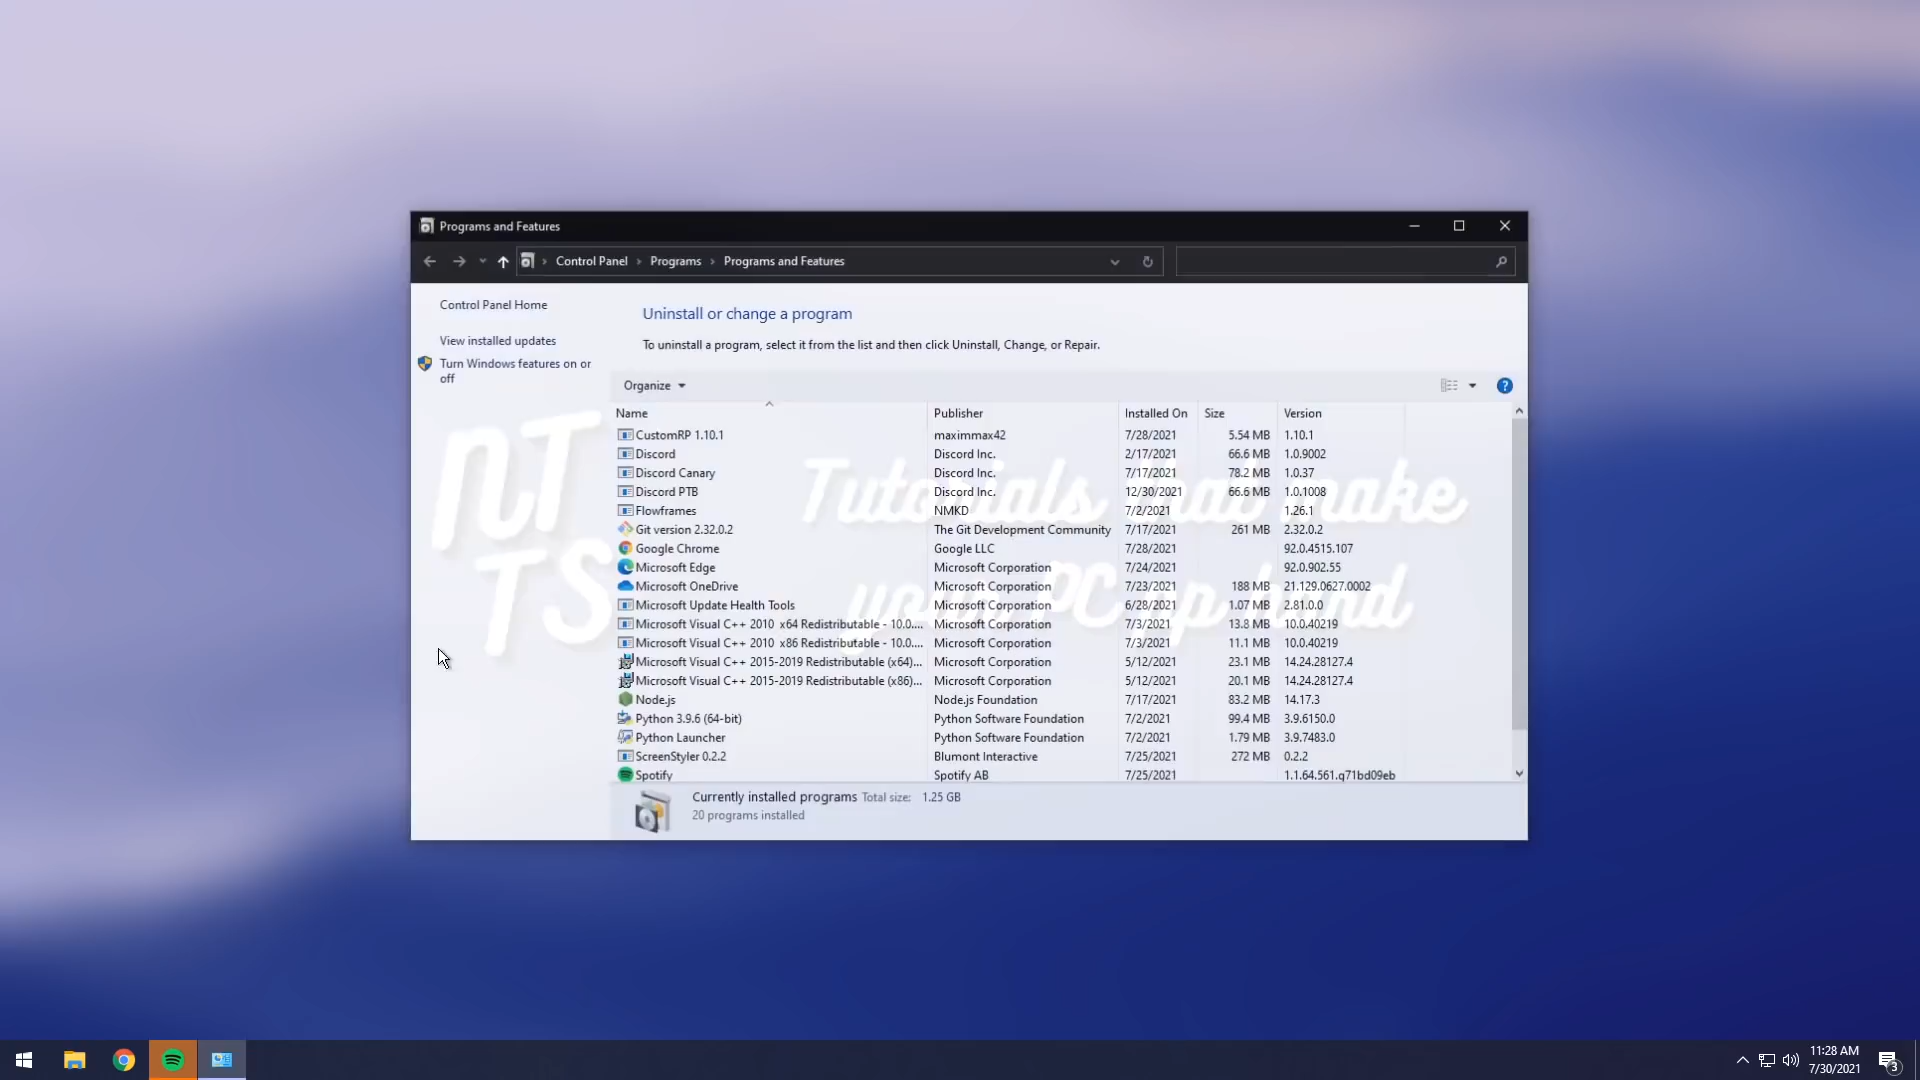 Programs and Features
Control Panel Programs Programs and Features
Control Panel Home
View installed updates
Turn Windows features on or
off
Uninstall or change a program
To uninstall a program, select it from the list and then click Uninstall, Change, or Repair.
Organize
Name Publisher Installed On Size Version
CustomRP 1.10.1 maximmax42 7/28/2021 5.54 MB 1.10.1
Discord Discord Inc. 2/17/2021 66.6 MB 1.0.9002
Discord Canary Discord Inc. 7/17/2021 78.2 MB 1.0.37
Discord PTB Discord Inc. 12/30/2021 66.6 MB 1.0.1008
Flowframes NMKD 7/2/2021 1.26.1
Git version 2.32.0.2 The Git Development Community 7/17/2021 261 MB 2.32.0.2
Google Chrome Google LLC 7/28/2021 92.0.4515.107
Microsoft Edge Microsoft Corporation 7/24/2021 92.0.902.55
Microsoft OneDrive Microsoft Corporation 7/23/2021 188 MB 21.129.0627.0002
Microsoft Update Health Tools Microsoft Corporation 6/28/2021 1.07 MB 2.81.0.0
Microsoft Visual C++ 2010 x64 Redistributable - 10.0.... Microsoft Corporation 7/3/2021 13.8 MB 10.0.40219
Microsoft Visual C++ 2010 x86 Redistributable - 10.0.... Microsoft Corporation 7/3/2021 11.1 MB 10.0.40219
Microsoft Visual C++ 2015-2019 Redistributable (x64)... Microsoft Corporation 5/12/2021 23.1 MB 14.24.28127.4
Microsoft Visual C++ 2015-2019 Redistributable (x86)... Microsoft Corporation 5/12/2021 20.1 MB 14.24.28127.4
Node.js Node.js Foundation 7/17/2021 83.2 MB 14.17.3
Python 3.9.6 (64-bit) Python Software Foundation 7/2/2021 99.4 MB 3.9.6150.0
Python Launcher Python Software Foundation 7/2/2021 1.79 MB 3.9.7483.0
ScreenStyler 0.2.2 Blumont Interactive 7/25/2021 272 MB 0.2.2
Spotify Spotify AB 7/25/2021 1.1.64.561.g71bd09eb
Currently installed programs Total size: 1.25 GB
20 programs installed
NT
TS
Tutorials that make
your PC pp hard
11:28 AM
7/30/2021
3